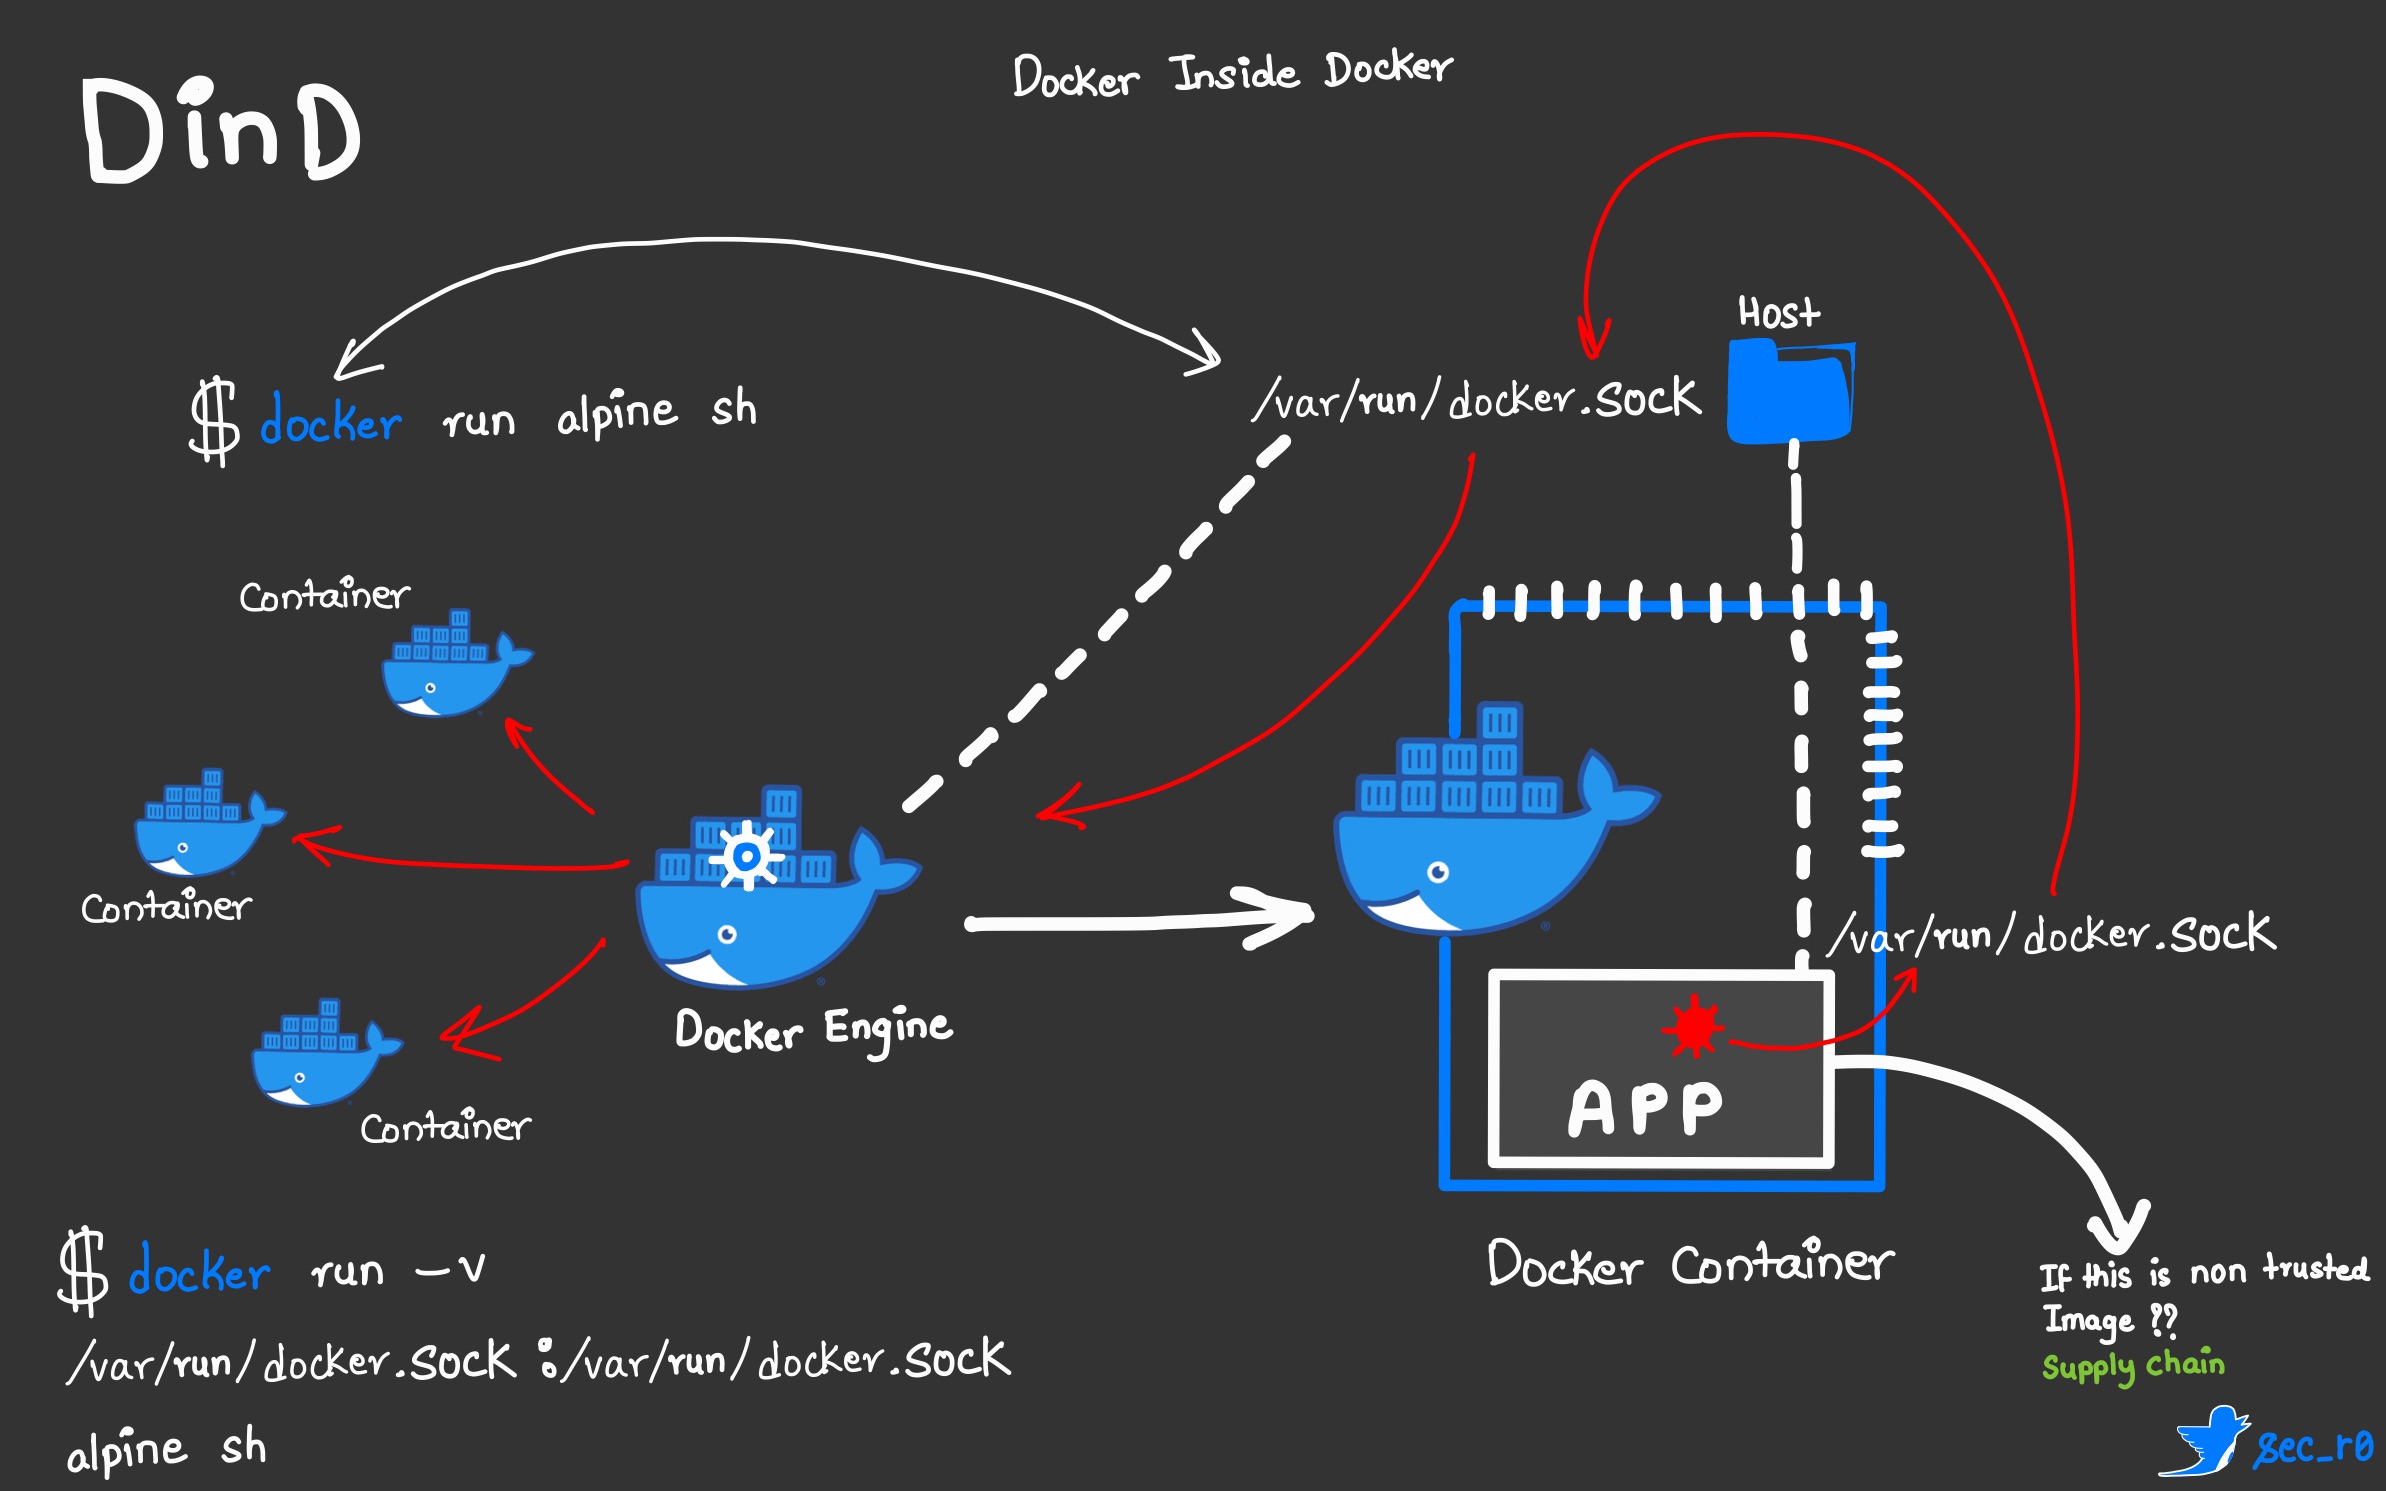 DinD
Docker Inside Docker
$ docker run alpine sh
/var/run/docker.sock
Host
Container
Container
Container
Docker Engine
/var/run/docker.sock
APP
Docker Container
If this is non trusted
Image ??
Supply chain
$ docker run -v
/var/run/docker.sock:/var/run/docker.sock
alpine sh
$ec_r0